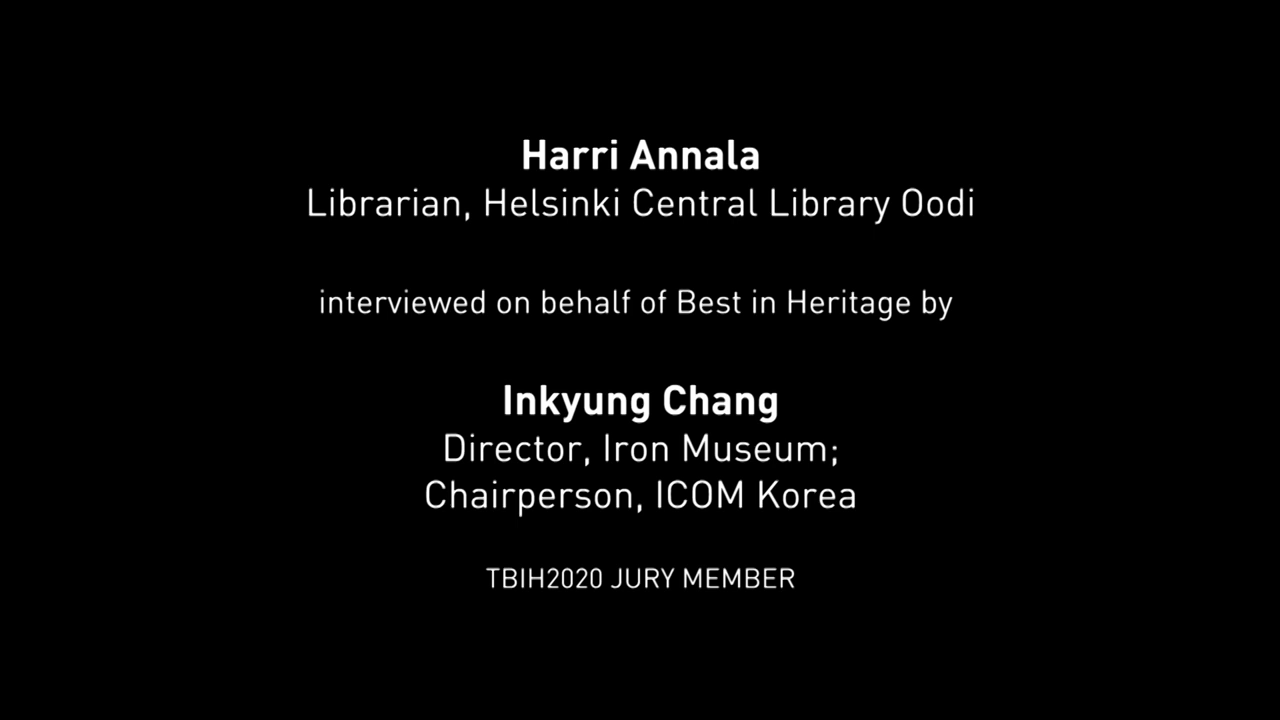 Harri Annala
Librarian, Helsinki Central Library Oodi
interviewed on behalf of Best in Heritage by
Inkyung Chang
Director, Iron Museum;
Chairperson, ICOM Korea
TBIH2020 JURY MEMBER